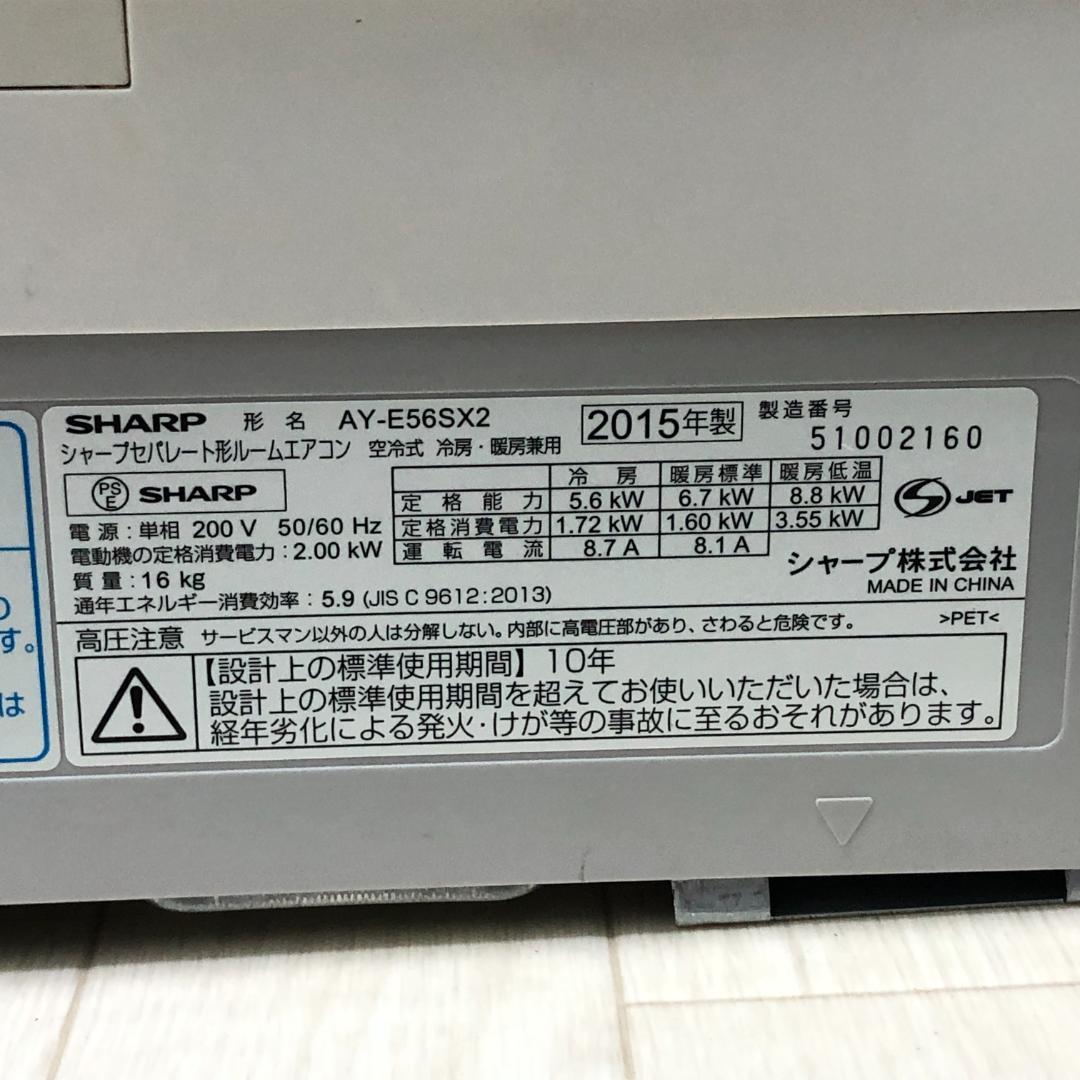 SHARP 形名 AY-E56SX2 2015年製 製造番号
51002160
シャープセパレート形ルームエアコン 空冷式 冷房・暖房兼用
PS E SHARP
電源:単相 200V 50/60 Hz
電動機の定格消費電力:2.00 kW
質量:16 kg
通年エネルギー消費効率:5.9 (JIS C 9612:2013)
冷房 暖房標準 暖房低温
定格能力 5.6 kW 6.7 kW 8.8 kW
定格消費電力 1.72 kW 1.60 kW 3.55 kW
運転電流 8.7 A 8.1 A
JET
シャープ株式会社
MADE IN CHINA
>PET<
高圧注意 サービスマン以外の人は分解しない。内部に高電圧部があり、さわると危険です。
【設計上の標準使用期間】10年
設計上の標準使用期間を超えてお使いいただいた場合は、
経年劣化による発火・けが等の事故に至るおそれがあります。
す。
は